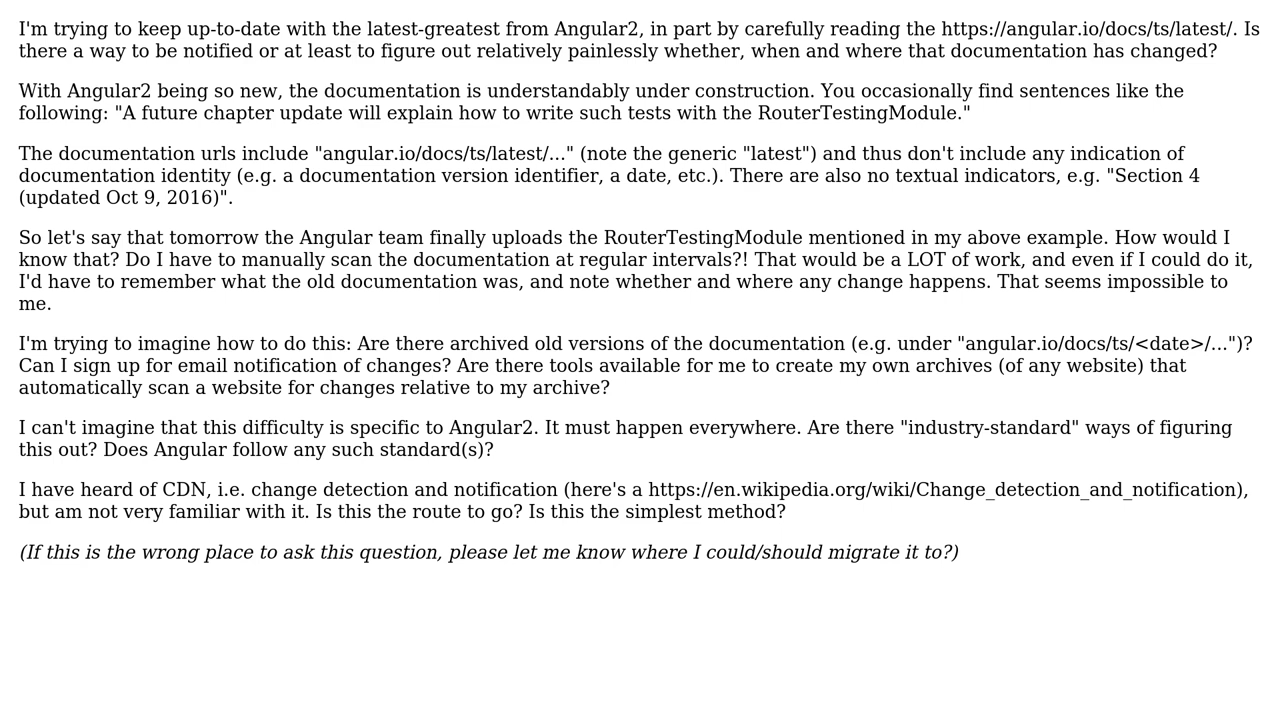 I'm trying to keep up-to-date with the latest-greatest from Angular2, in part by carefully reading the https://angular.io/docs/ts/latest/. Is
there a way to be notified or at least to figure out relatively painlessly whether, when and where that documentation has changed?
With Angular2 being so new, the documentation is understandably under construction. You occasionally find sentences like the
following: "A future chapter update will explain how to write such tests with the RouterTestingModule."
The documentation urls include "angular.io/docs/ts/latest/..." (note the generic "latest") and thus don't include any indication of
documentation identity (e.g. a documentation version identifier, a date, etc.). There are also no textual indicators, e.g. "Section 4
(updated Oct 9, 2016)".
So let's say that tomorrow the Angular team finally uploads the RouterTestingModule mentioned in my above example. How would I
know that? Do I have to manually scan the documentation at regular intervals?! That would be a LOT of work, and even if I could do it,
I'd have to remember what the old documentation was, and note whether and where any change happens. That seems impossible to
me.
I'm trying to imagine how to do this: Are there archived old versions of the documentation (e.g. under "angular.io/docs/ts/<date>/...")?
Can I sign up for email notification of changes? Are there tools available for me to create my own archives (of any website) that
automatically scan a website for changes relative to my archive?
I can't imagine that this difficulty is specific to Angular2. It must happen everywhere. Are there "industry-standard" ways of figuring
this out? Does Angular follow any such standard(s)?
I have heard of CDN, i.e. change detection and notification (here's a https://en.wikipedia.org/wiki/Change_detection_and_notification),
but am not very familiar with it. Is this the route to go? Is this the simplest method?
(If this is the wrong place to ask this question, please let me know where I could/should migrate it to?)